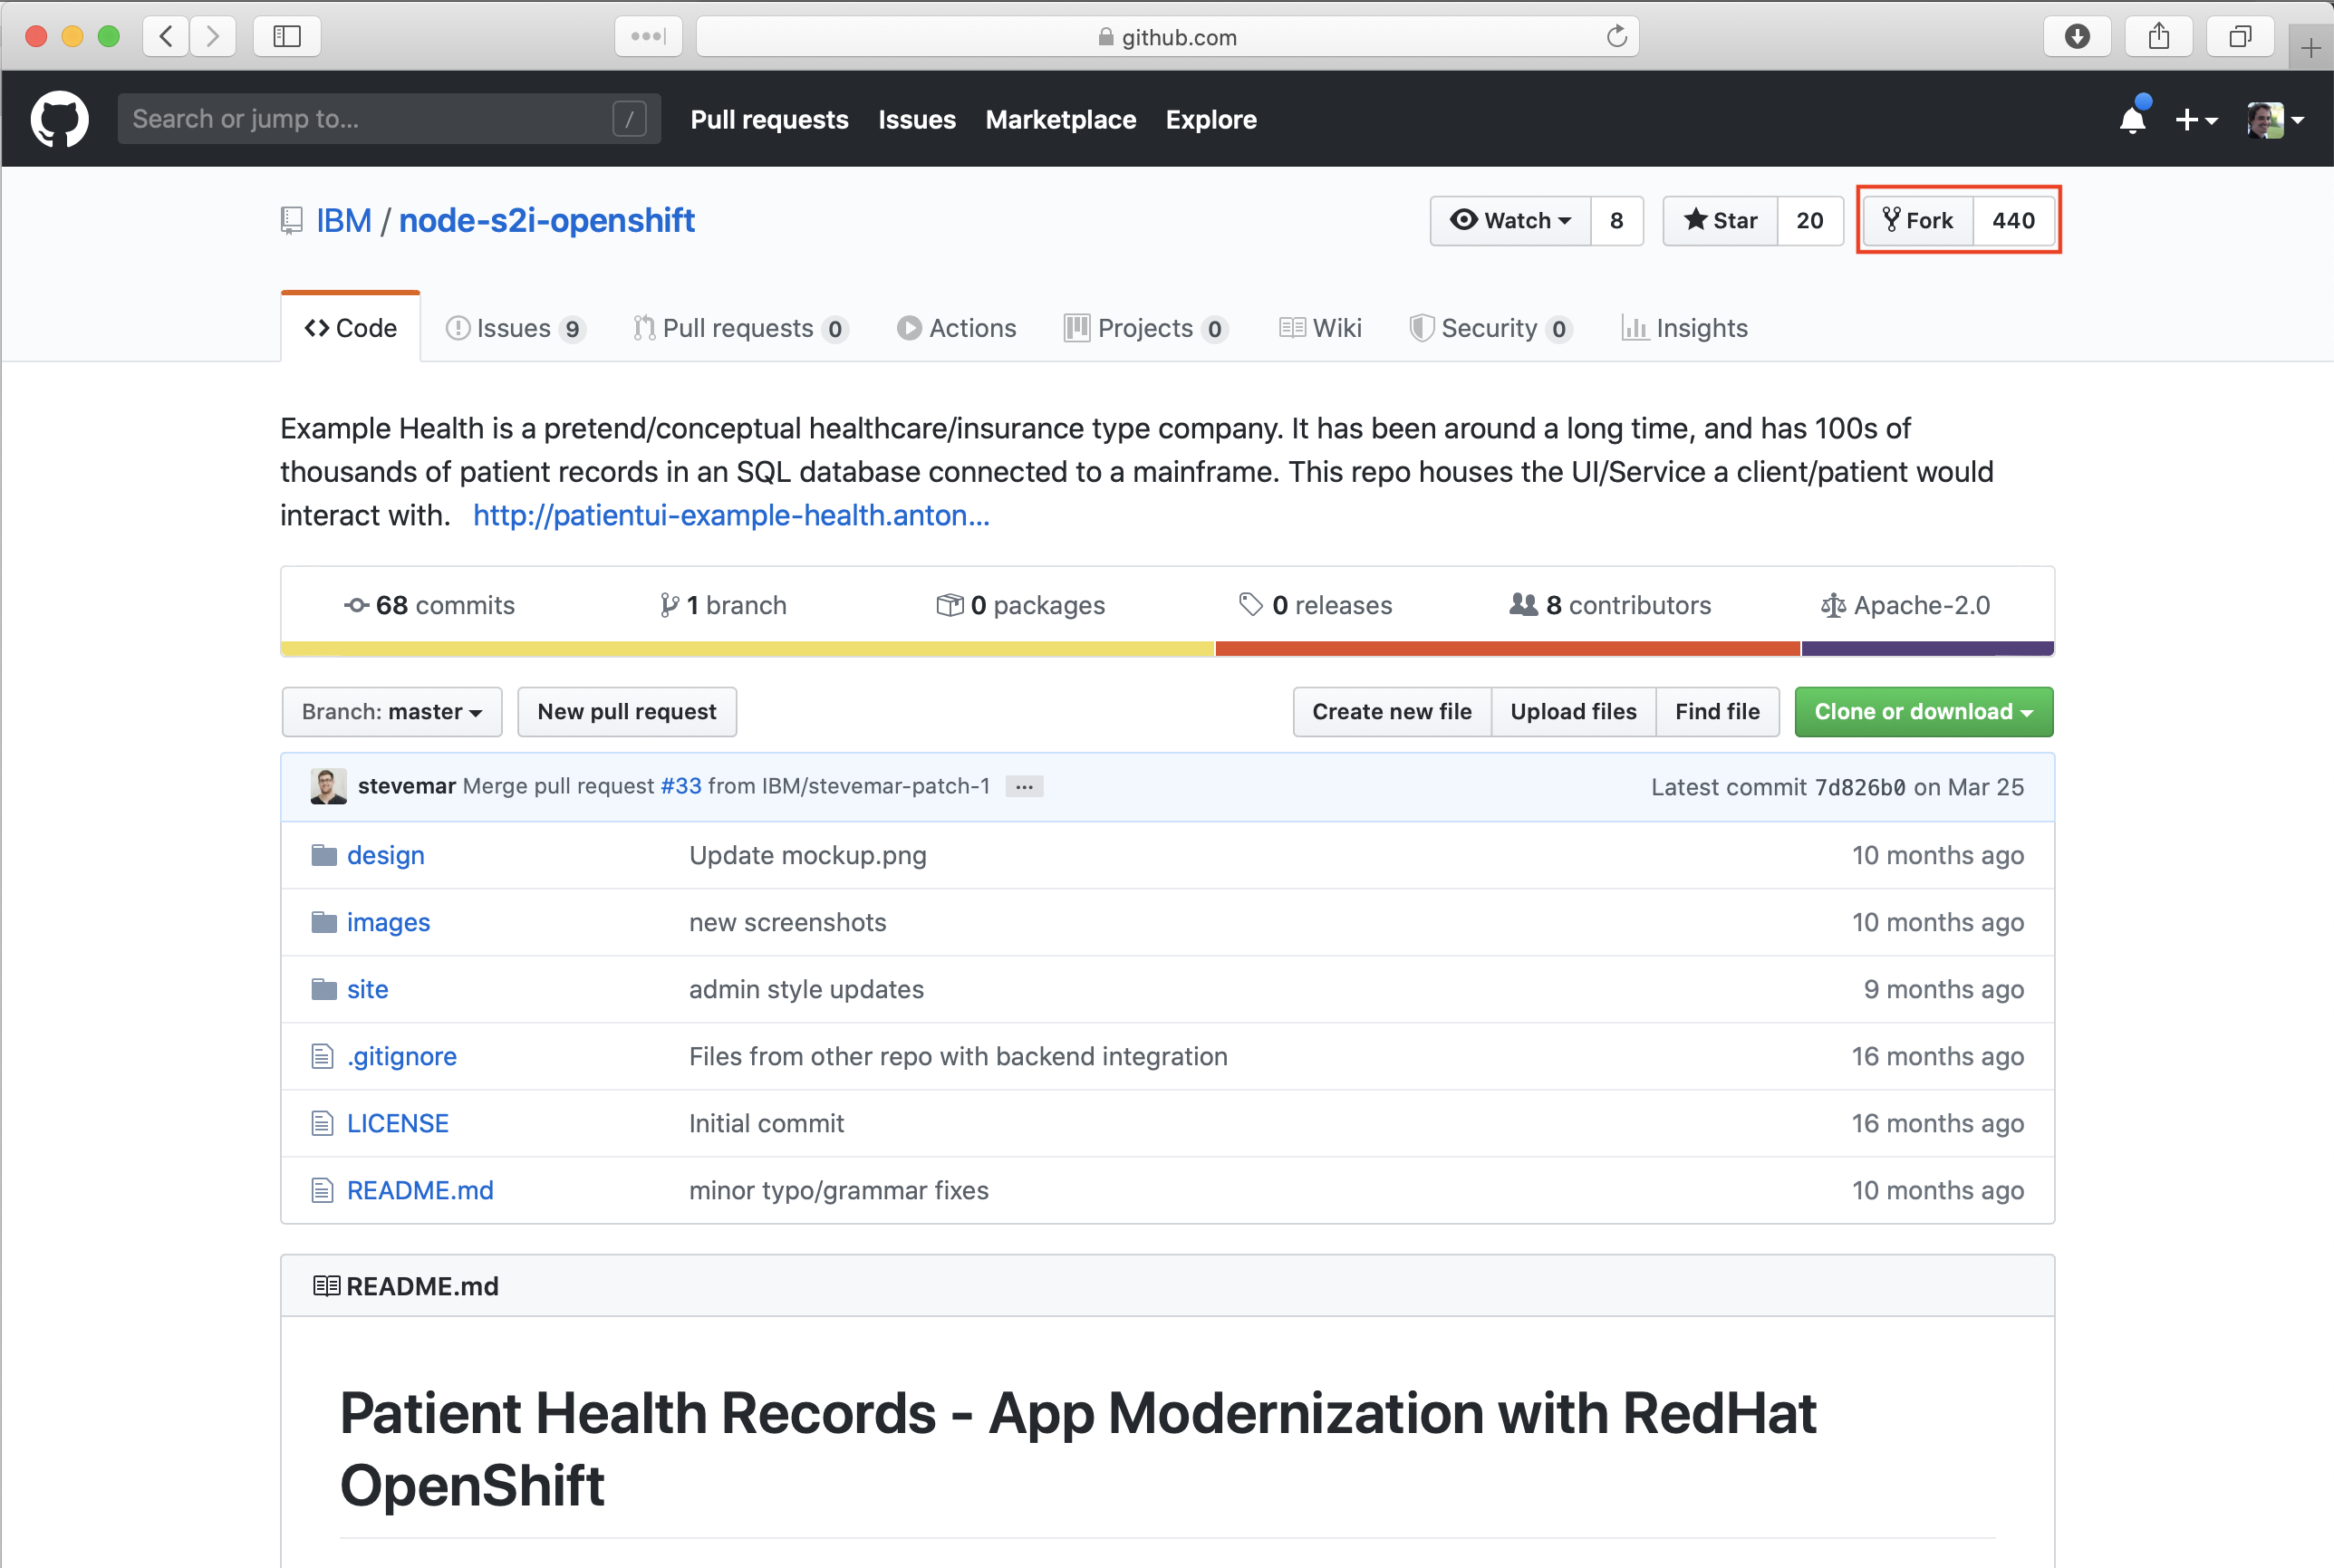 github.com
Search or jump to... /
Pull requests Issues Marketplace Explore
IBM / node-s2i-openshift
Watch 8 Star 20 Fork 440
Code Issues 9 Pull requests 0 Actions Projects 0 Wiki Security 0 Insights
Example Health is a pretend/conceptual healthcare/insurance type company. It has been around a long time, and has 100s of
thousands of patient records in an SQL database connected to a mainframe. This repo houses the UI/Service a client/patient would
interact with. http://patientui-example-health.anton...
68 commits 1 branch 0 packages 0 releases 8 contributors Apache-2.0
Branch: master New pull request Create new file Upload files Find file Clone or download
stevemar Merge pull request #33 from IBM/stevemar-patch-1 ... Latest commit 7d826b0 on Mar 25
design Update mockup.png 10 months ago
images new screenshots 10 months ago
site admin style updates 9 months ago
.gitignore Files from other repo with backend integration 16 months ago
LICENSE Initial commit 16 months ago
README.md minor typo/grammar fixes 10 months ago
README.md
Patient Health Records - App Modernization with RedHat
OpenShift